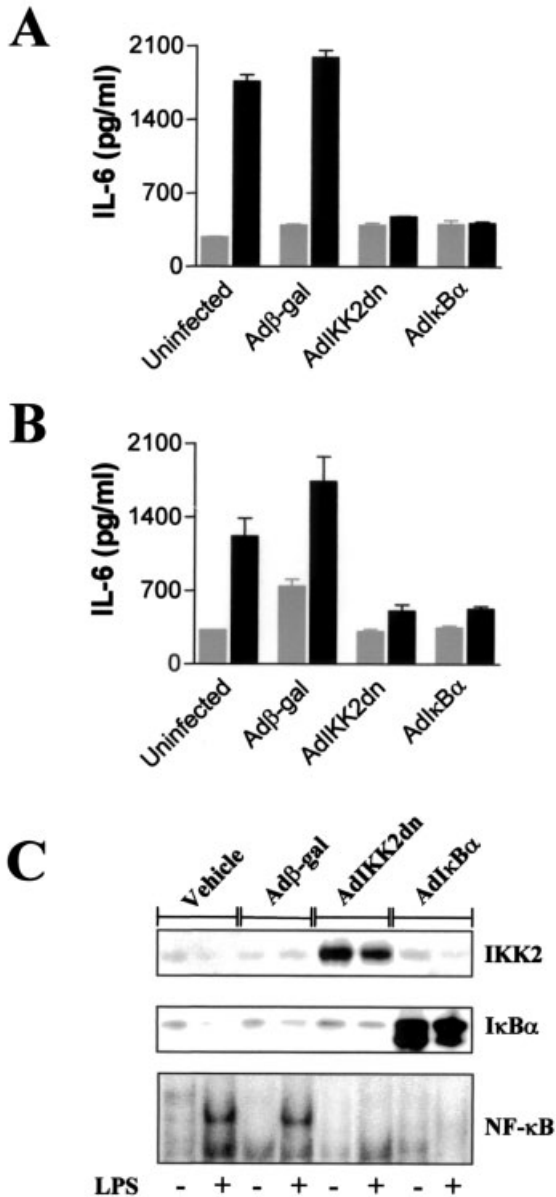 A
IL-6 (pg/ml)
2100
1400
700
0
Uninfected
Adβ-gal
AdIKK2dn
AdIκBα
B
IL-6 (pg/ml)
2100
1400
700
0
Uninfected
Adβ-gal
AdIKK2dn
AdIκBα
C
Vehicle
Adβ-gal
AdIKK2dn
AdIκBα
IKK2
IκBα
NF-κB
LPS - + - + - + - +